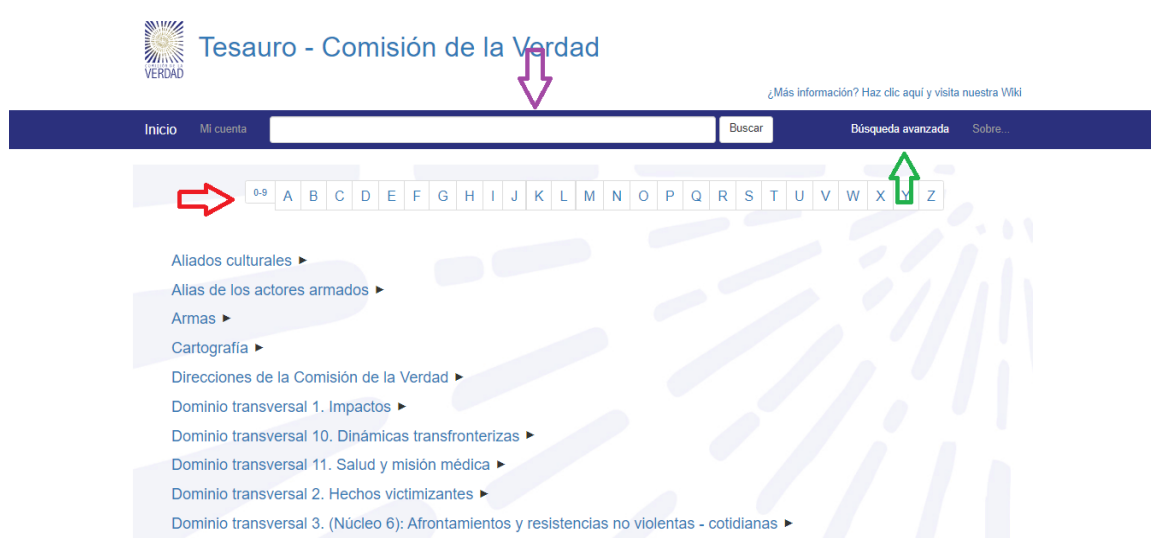 Tesauro - Comisión de la Verdad
VERDAD
¿Más información? Haz clic aquí y visita nuestra Wiki
Inicio Mi cuenta Buscar Búsqueda avanzada Sobre...
0-9 A B C D E F G H I J K L M N O P Q R S T U V W X Y Z
Aliados culturales ►
Alias de los actores armados ►
Armas ►
Cartografía ►
Direcciones de la Comisión de la Verdad ►
Dominio transversal 1. Impactos ►
Dominio transversal 10. Dinámicas transfronterizas ►
Dominio transversal 11. Salud y misión médica ►
Dominio transversal 2. Hechos victimizantes ►
Dominio transversal 3. (Núcleo 6): Afrontamientos y resistencias no violentas - cotidianas ►